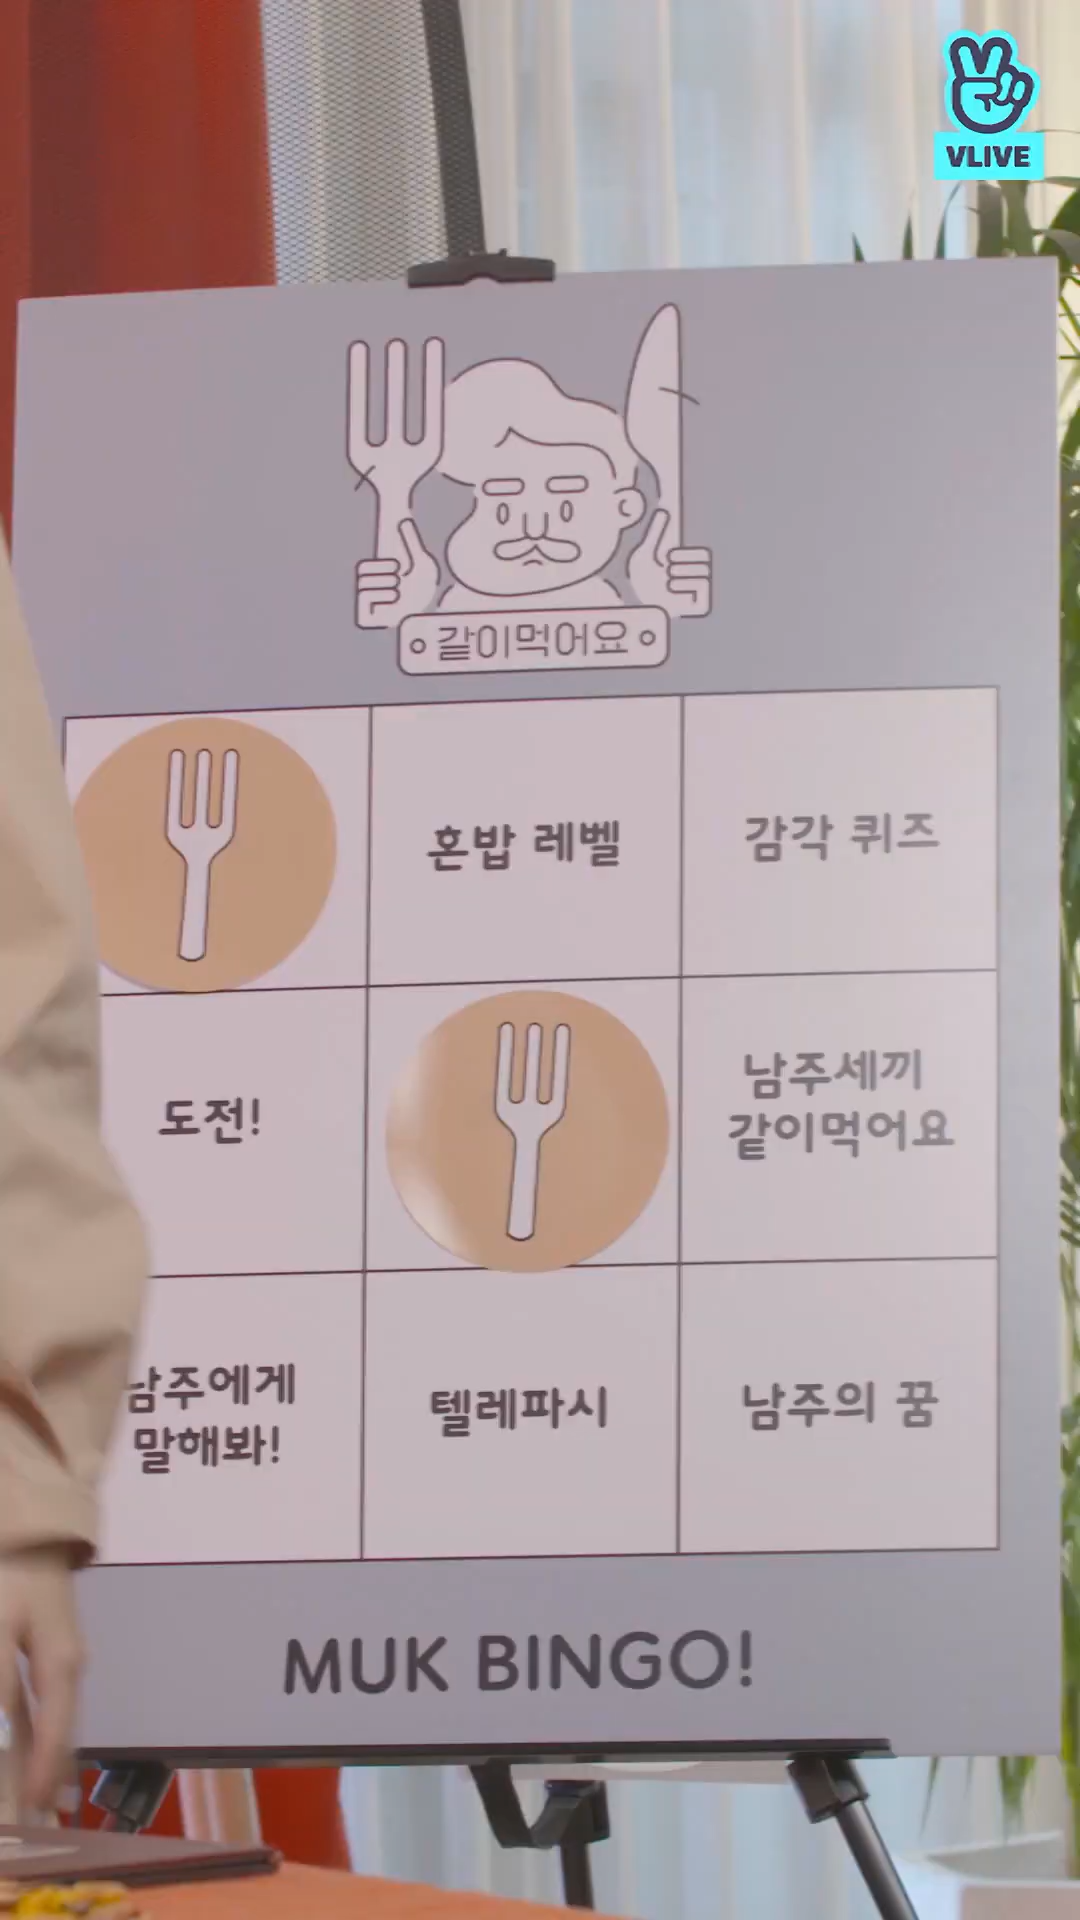 VLIVE
같이먹어요
혼밥 레벨
감각 퀴즈
도전!
남주세끼
같이먹어요
남주에게
말해봐!
텔레파시
남주의 꿈
MUK BINGO!